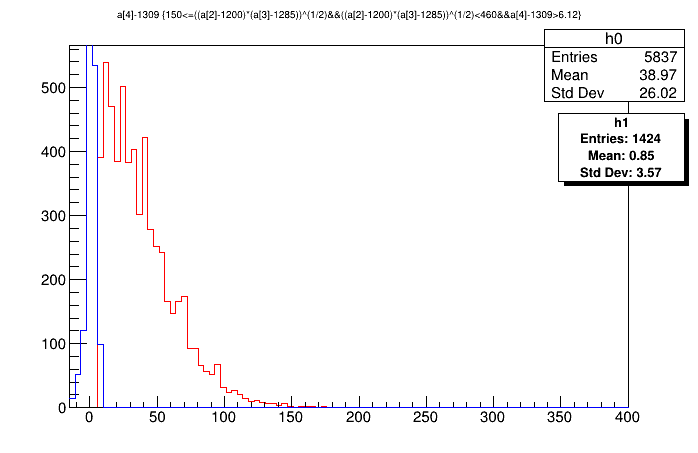 a[4]-1309 {150<=((a[2]-1200)*(a[3]-1285))^(1/2)&&((a[2]-1200)*(a[3]-1285))^(1/2)<460&&a[4]-1309>6.12}
h0
Entries 5837
Mean 38.97
Std Dev 26.02
h1
Entries: 1424
Mean: 0.85
Std Dev: 3.57
500
400
300
200
100
0
0 50 100 150 200 250 300 350 400